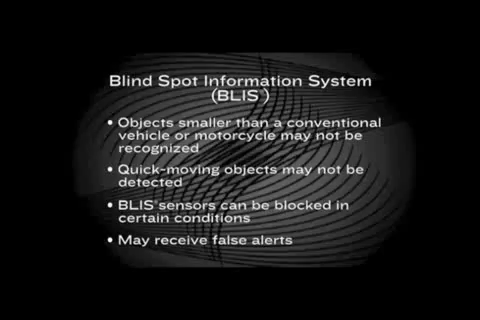 Blind Spot Information System
(BLIS )
• Objects smaller than a conventional
vehicle or motorcycle may not be
recognized
• Quick-moving objects may not be
detected
• BLIS sensors can be blocked in
certain conditions
• May receive false alerts